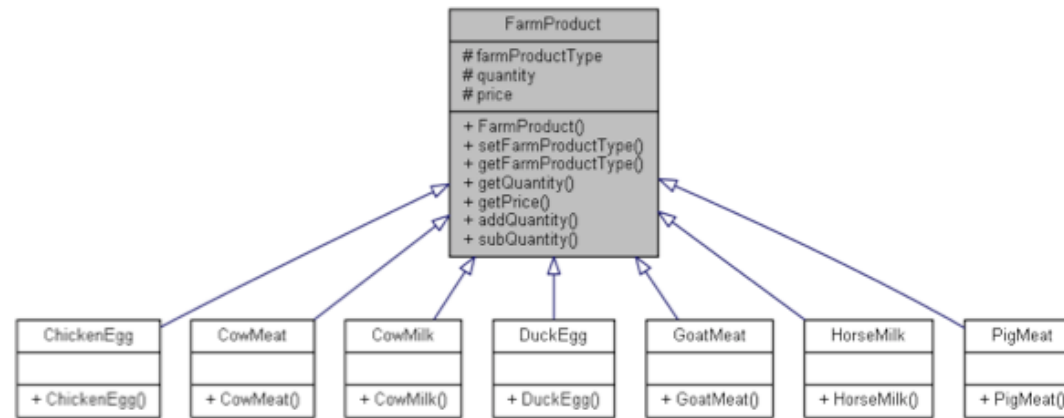 FarmProduct
# farmProductType
# quantity
# price
+ FarmProduct()
+ setFarmProductType()
+ getFarmProductType()
+ getQuantity()
+ getPrice()
+ addQuantity()
+ subQuantity()
ChickenEgg
+ ChickenEgg()
CowMeat
+ CowMeat()
CowMilk
+ CowMilk()
DuckEgg
+ DuckEgg()
GoatMeat
+ GoatMeat()
HorseMilk
+ HorseMilk()
PigMeat
+ PigMeat()